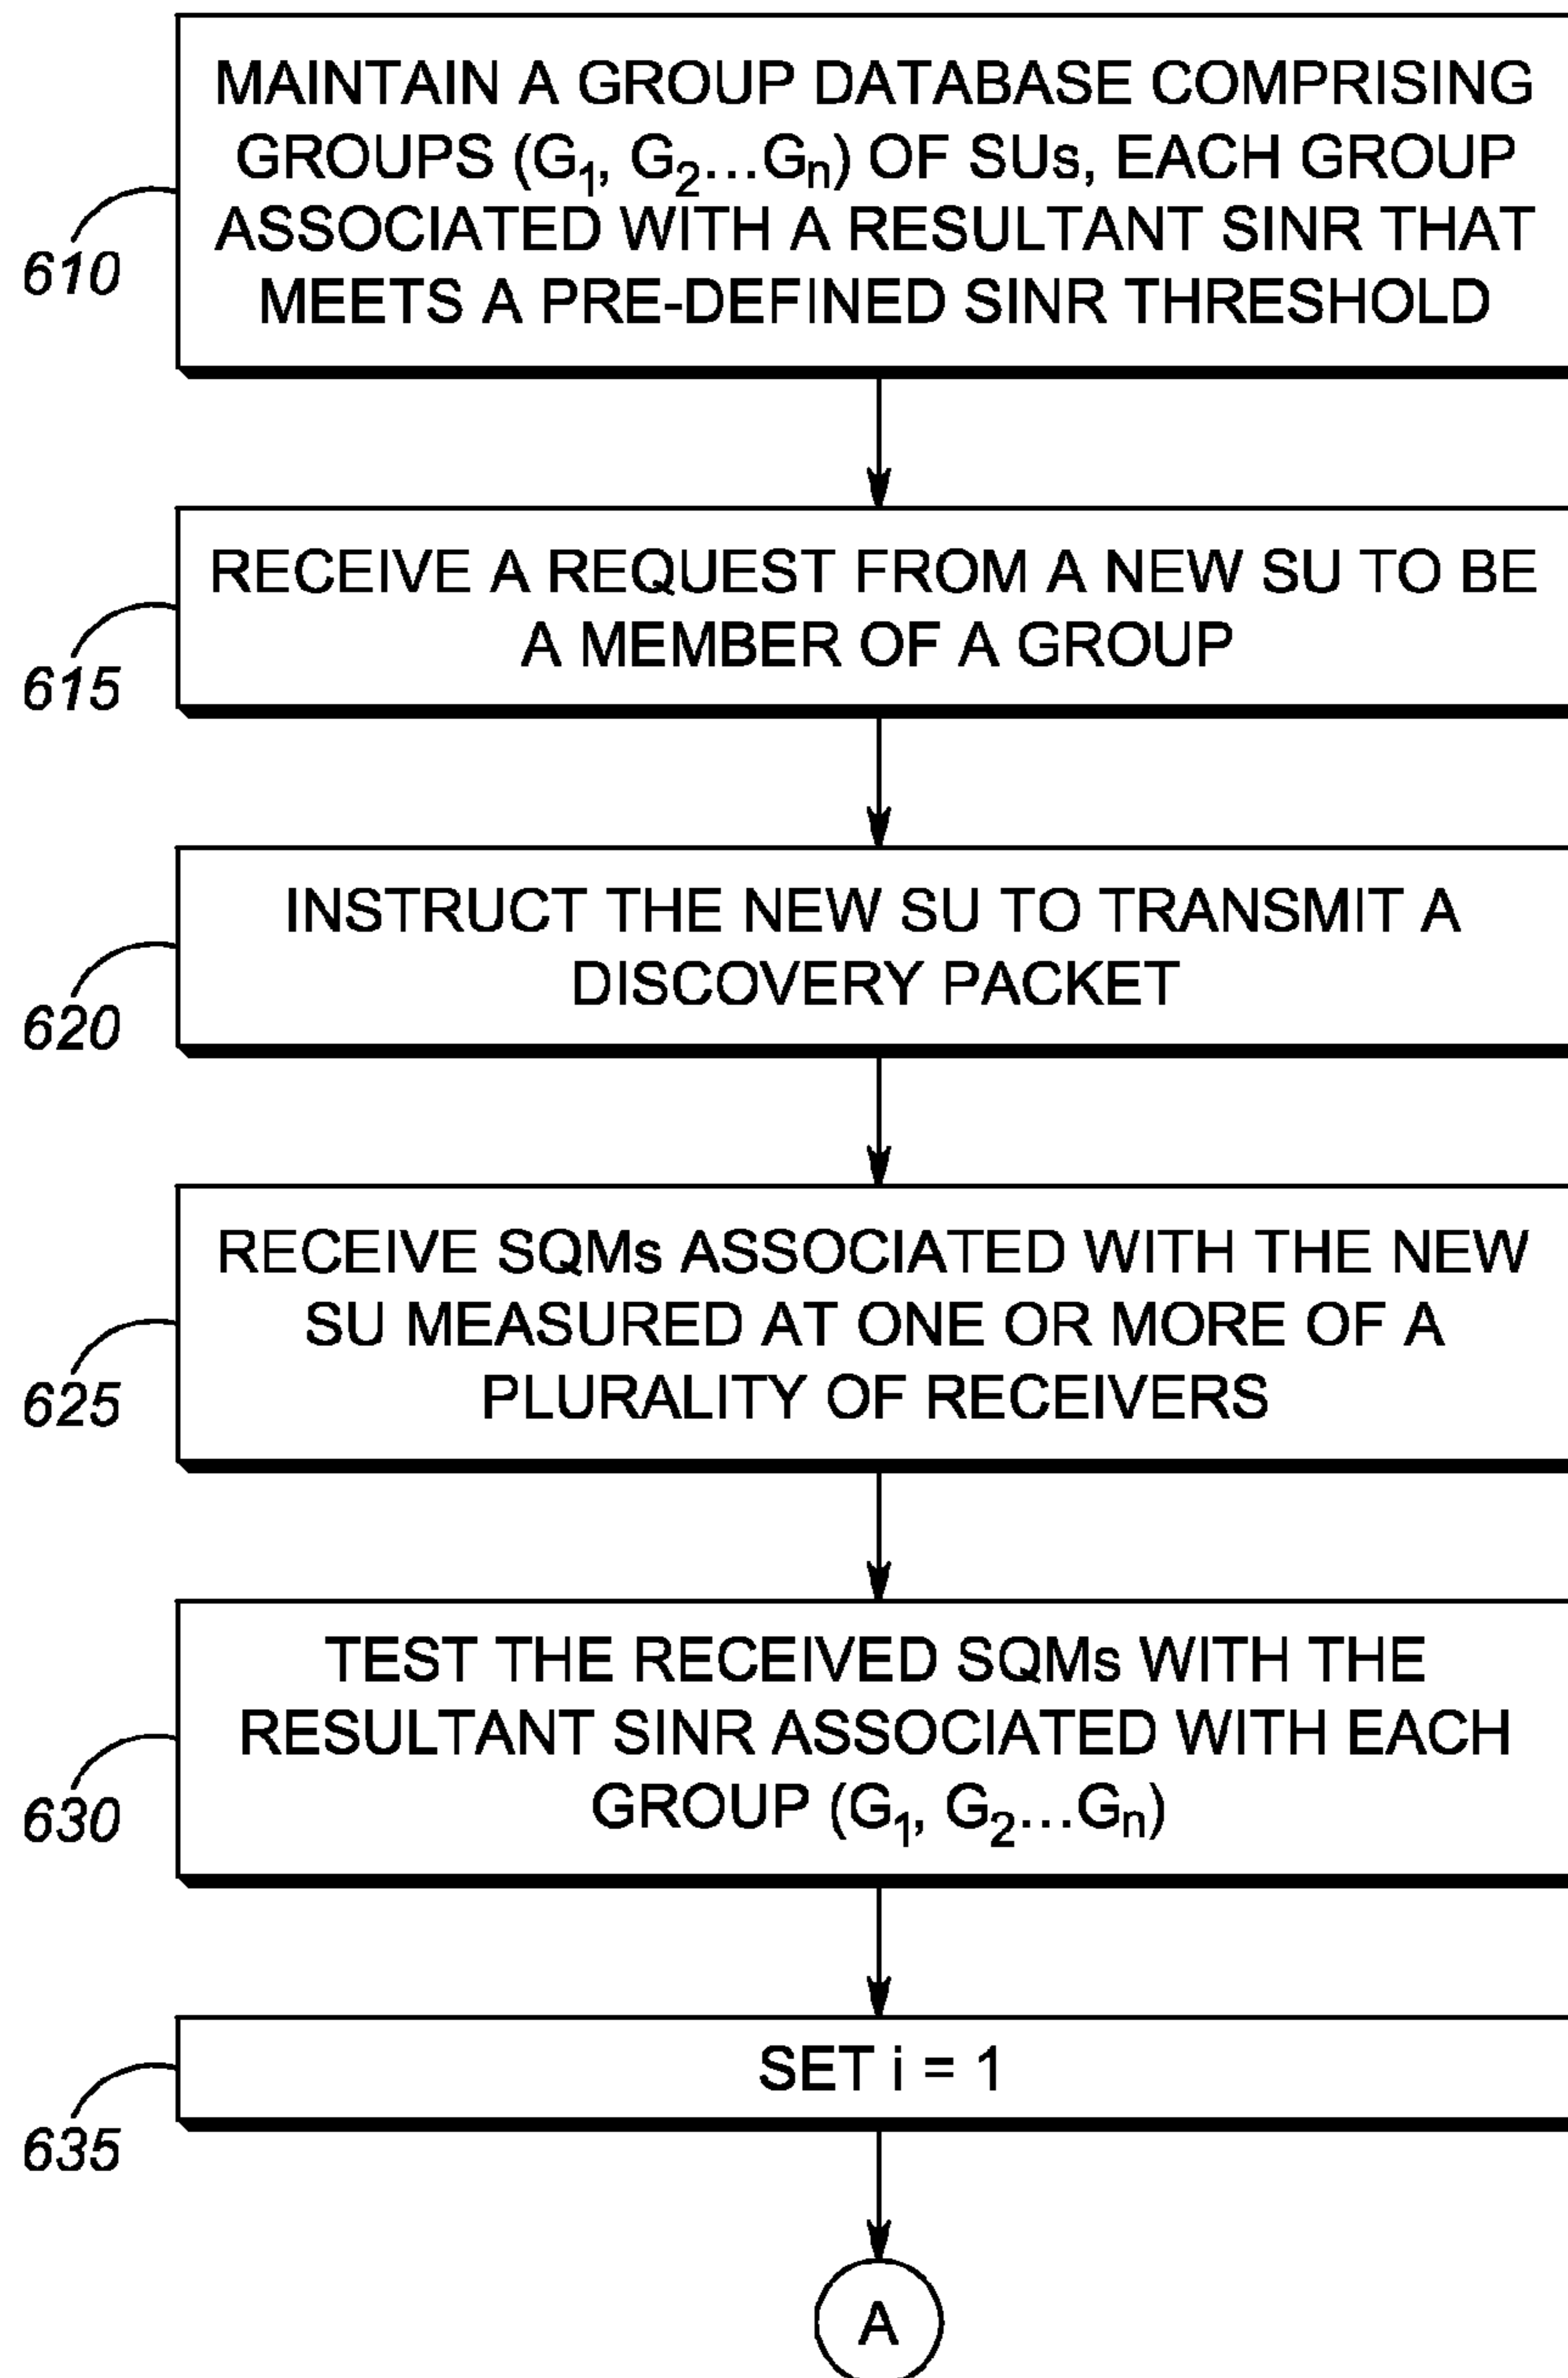 MAINTAIN A GROUP DATABASE COMPRISING
GROUPS (G1, G2...Gn) OF SUs, EACH GROUP
ASSOCIATED WITH A RESULTANT SINR THAT
MEETS A PRE-DEFINED SINR THRESHOLD
610
RECEIVE A REQUEST FROM A NEW SU TO BE
A MEMBER OF A GROUP
615
INSTRUCT THE NEW SU TO TRANSMIT A
DISCOVERY PACKET
620
RECEIVE SQMs ASSOCIATED WITH THE NEW
SU MEASURED AT ONE OR MORE OF A
PLURALITY OF RECEIVERS
625
TEST THE RECEIVED SQMs WITH THE
RESULTANT SINR ASSOCIATED WITH EACH
GROUP (G1, G2...Gn)
630
SET i = 1
635
A